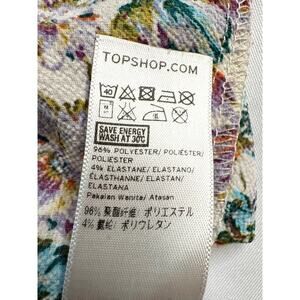 TOPSHOP.COM
40
SAVE ENERGY
WASH AT 30°C
96% POLYESTER/ POLIÉSTER/
POLIESTER
4% ELASTANE/ ELASTANO/
ÉLASTHANNE/ ELASTAN/
ELASTANA
Pakaian Wanita/ Atasan
96% 聚酯纤维 ポリエステル
4% 氨纶 ポリウレタン